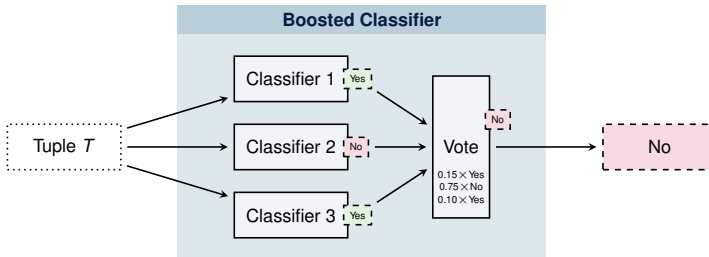 Boosted Classifier
Classifier 1
Yes
Tuple T
Classifier 2
No
Classifier 3
Yes
Vote
0.15×Yes
0.75×No
0.10×Yes
No
No